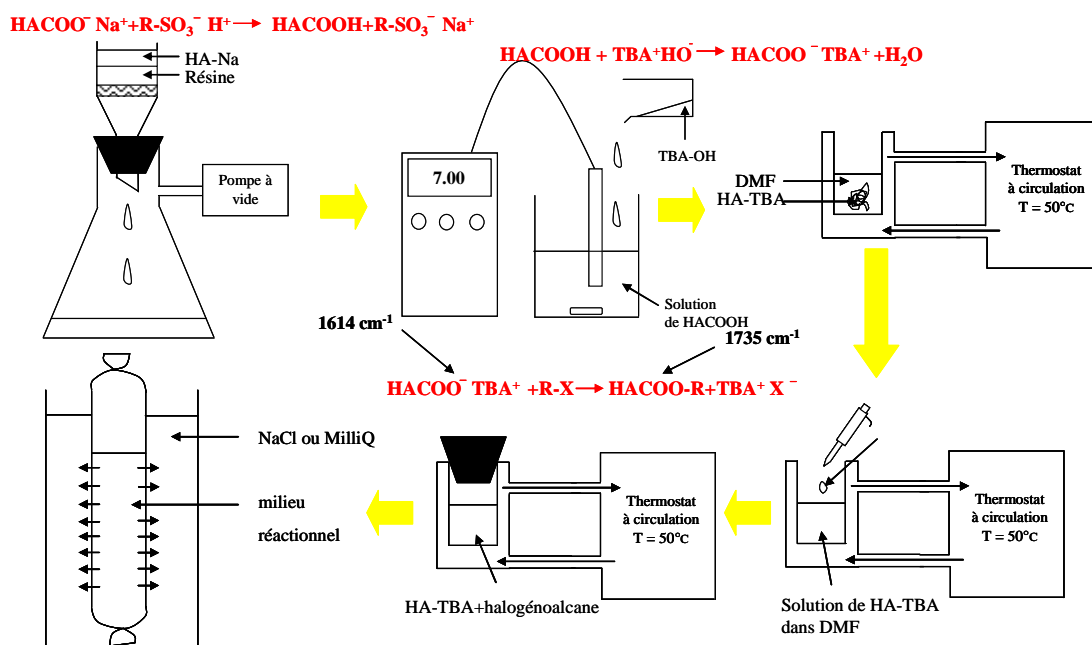 HACOO⁻ Na⁺+R-SO₃⁻ H⁺ → HACOOH+R-SO₃⁻ Na⁺
HA-Na
Résine
Pompe à
vide
HACOOH + TBA⁺HO⁻ → HACOO⁻ TBA⁺ +H₂O
7.00
TBA-OH
Solution
de HACOOH
DMF
HA-TBA
Thermostat
à circulation
T = 50°C
1614 cm⁻¹
1735 cm⁻¹
HACOO⁻ TBA⁺ +R-X → HACOO-R+TBA⁺ X⁻
NaCl ou MilliQ
milieu
réactionnel
Thermostat
à circulation
T = 50°C
HA-TBA+halogénoalcane
Thermostat
à circulation
T = 50°C
Solution de HA-TBA
dans DMF